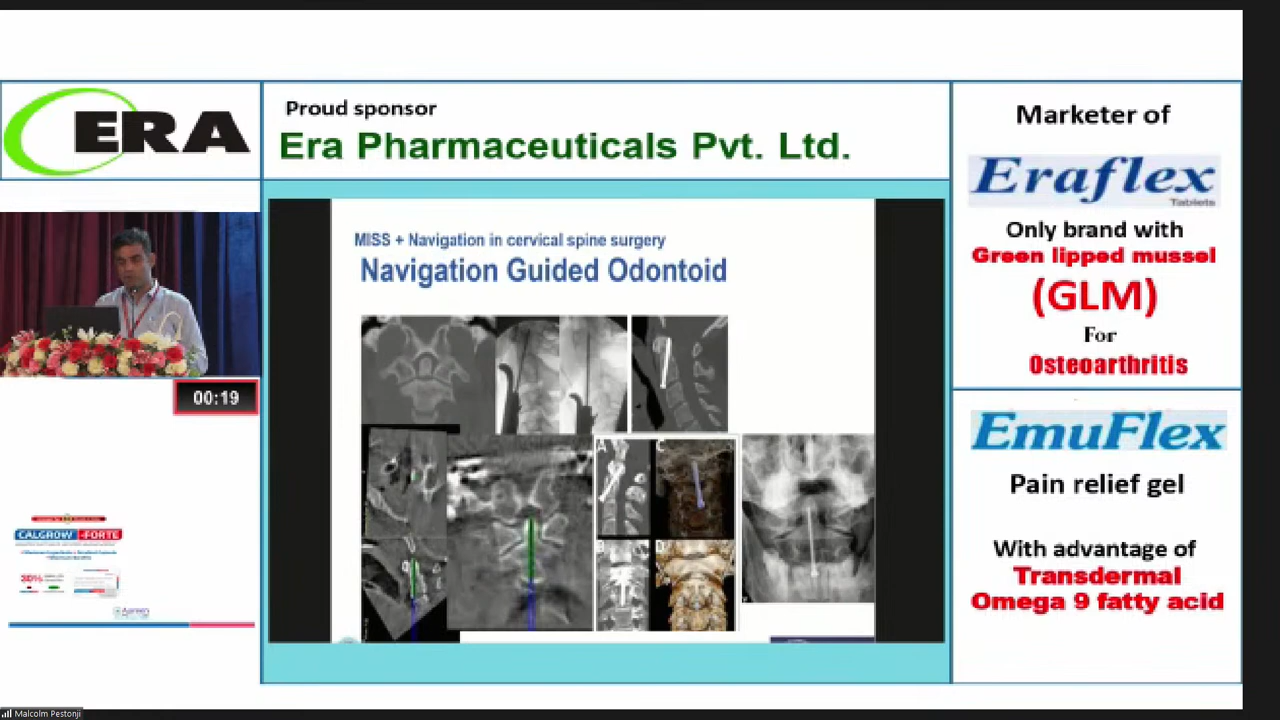 ERA
Proud sponsor
Era Pharmaceuticals Pvt. Ltd.
MISS + Navigation in cervical spine surgery
Navigation Guided Odontoid
A
C
D
00:19
CALGROW-FORTE
30%
Marketer of
Eraflex
Tablets
Only brand with
Green lipped mussel
(GLM)
For
Osteoarthritis
EmuFlex
Pain relief gel
With advantage of
Transdermal
Omega 9 fatty acid
Malcolm Pestonji